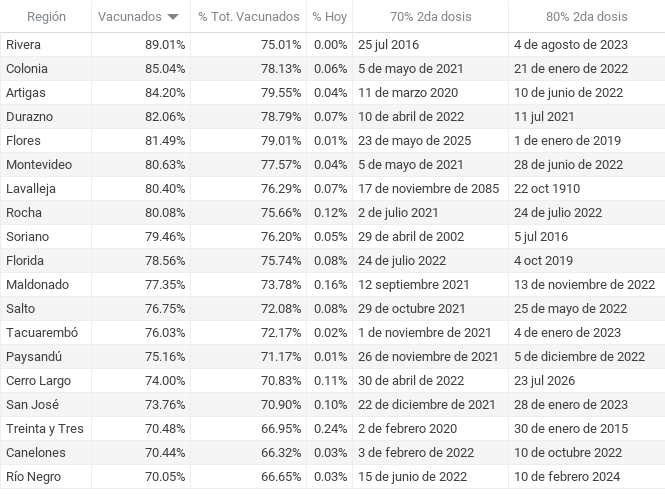 Región Vacunados % Tot. Vacunados % Hoy 70% 2da dosis 80% 2da dosis
Rivera 89.01% 75.01% 0.00% 25 jul 2016 4 de agosto de 2023
Colonia 85.04% 78.13% 0.06% 5 de mayo de 2021 21 de enero de 2022
Artigas 84.20% 79.55% 0.04% 11 de marzo 2020 10 de junio de 2022
Durazno 82.06% 78.79% 0.07% 10 de abril de 2022 11 jul 2021
Flores 81.49% 79.01% 0.01% 23 de mayo de 2025 1 de enero de 2019
Montevideo 80.63% 77.57% 0.04% 5 de mayo de 2021 28 de junio de 2022
Lavalleja 80.40% 76.29% 0.07% 17 de noviembre de 2085 22 oct 1910
Rocha 80.08% 75.66% 0.12% 2 de julio 2021 24 de julio 2022
Soriano 79.46% 76.20% 0.05% 29 de abril de 2002 5 jul 2016
Florida 78.56% 75.74% 0.08% 24 de julio 2022 4 oct 2019
Maldonado 77.35% 73.78% 0.16% 12 septiembre 2021 13 de noviembre de 2022
Salto 76.75% 72.08% 0.08% 29 de octubre 2021 25 de mayo de 2022
Tacuarembó 76.03% 72.17% 0.02% 1 de noviembre de 2021 4 de enero de 2023
Paysandú 75.16% 71.17% 0.01% 26 de noviembre de 2021 5 de diciembre de 2022
Cerro Largo 74.00% 70.83% 0.11% 30 de abril de 2022 23 jul 2026
San José 73.76% 70.90% 0.10% 22 de diciembre de 2021 28 de enero de 2023
Treinta y Tres 70.48% 66.95% 0.24% 2 de febrero 2020 30 de enero de 2015
Canelones 70.44% 66.32% 0.03% 3 de febrero de 2022 10 de octubre de 2022
Río Negro 70.05% 66.65% 0.03% 15 de junio de 2022 10 de febrero 2024